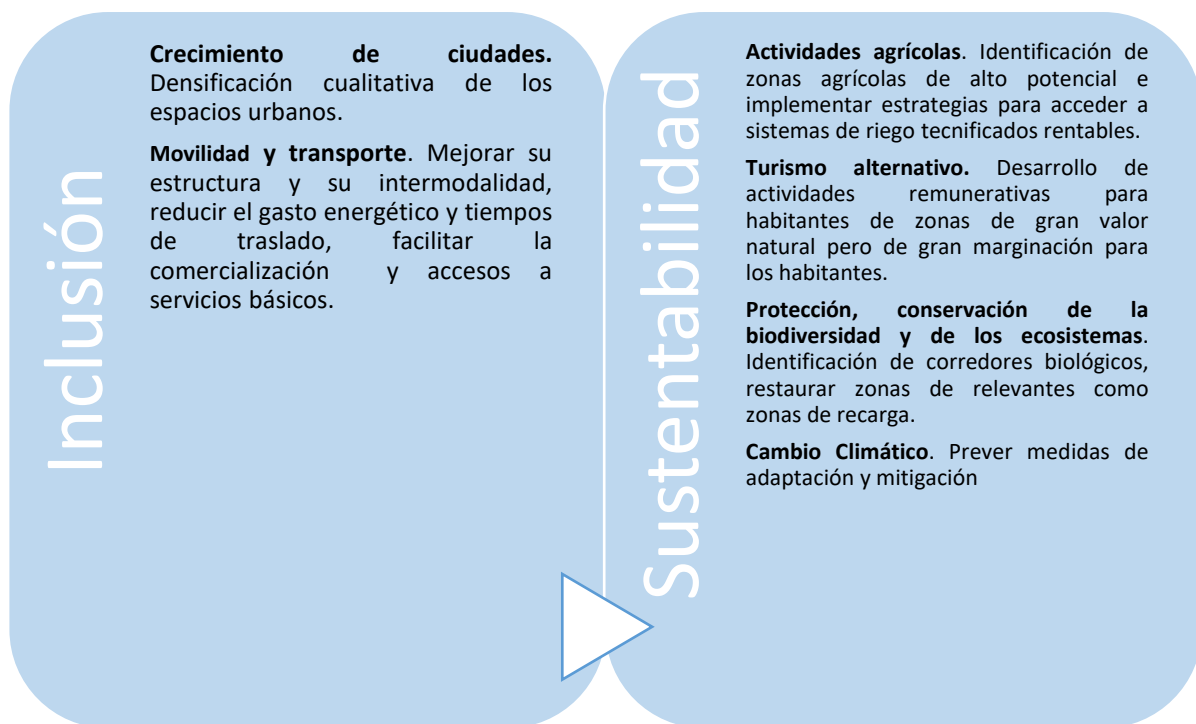 Inclusión
Crecimiento de ciudades.
Densificación cualitativa de los
espacios urbanos.
Movilidad y transporte. Mejorar su
estructura y su intermodalidad,
reducir el gasto energético y tiempos
de traslado, facilitar la
comercialización y accesos a
servicios básicos.
Sustentabilidad
Actividades agrícolas. Identificación de
zonas agrícolas de alto potencial e
implementar estrategias para acceder a
sistemas de riego tecnificados rentables.
Turismo alternativo. Desarrollo de
actividades remunerativas para
habitantes de zonas de gran valor
natural pero de gran marginación para
los habitantes.
Protección, conservación de la
biodiversidad y de los ecosistemas.
Identificación de corredores biológicos,
restaurar zonas de relevantes como
zonas de recarga.
Cambio Climático. Prever medidas de
adaptación y mitigación